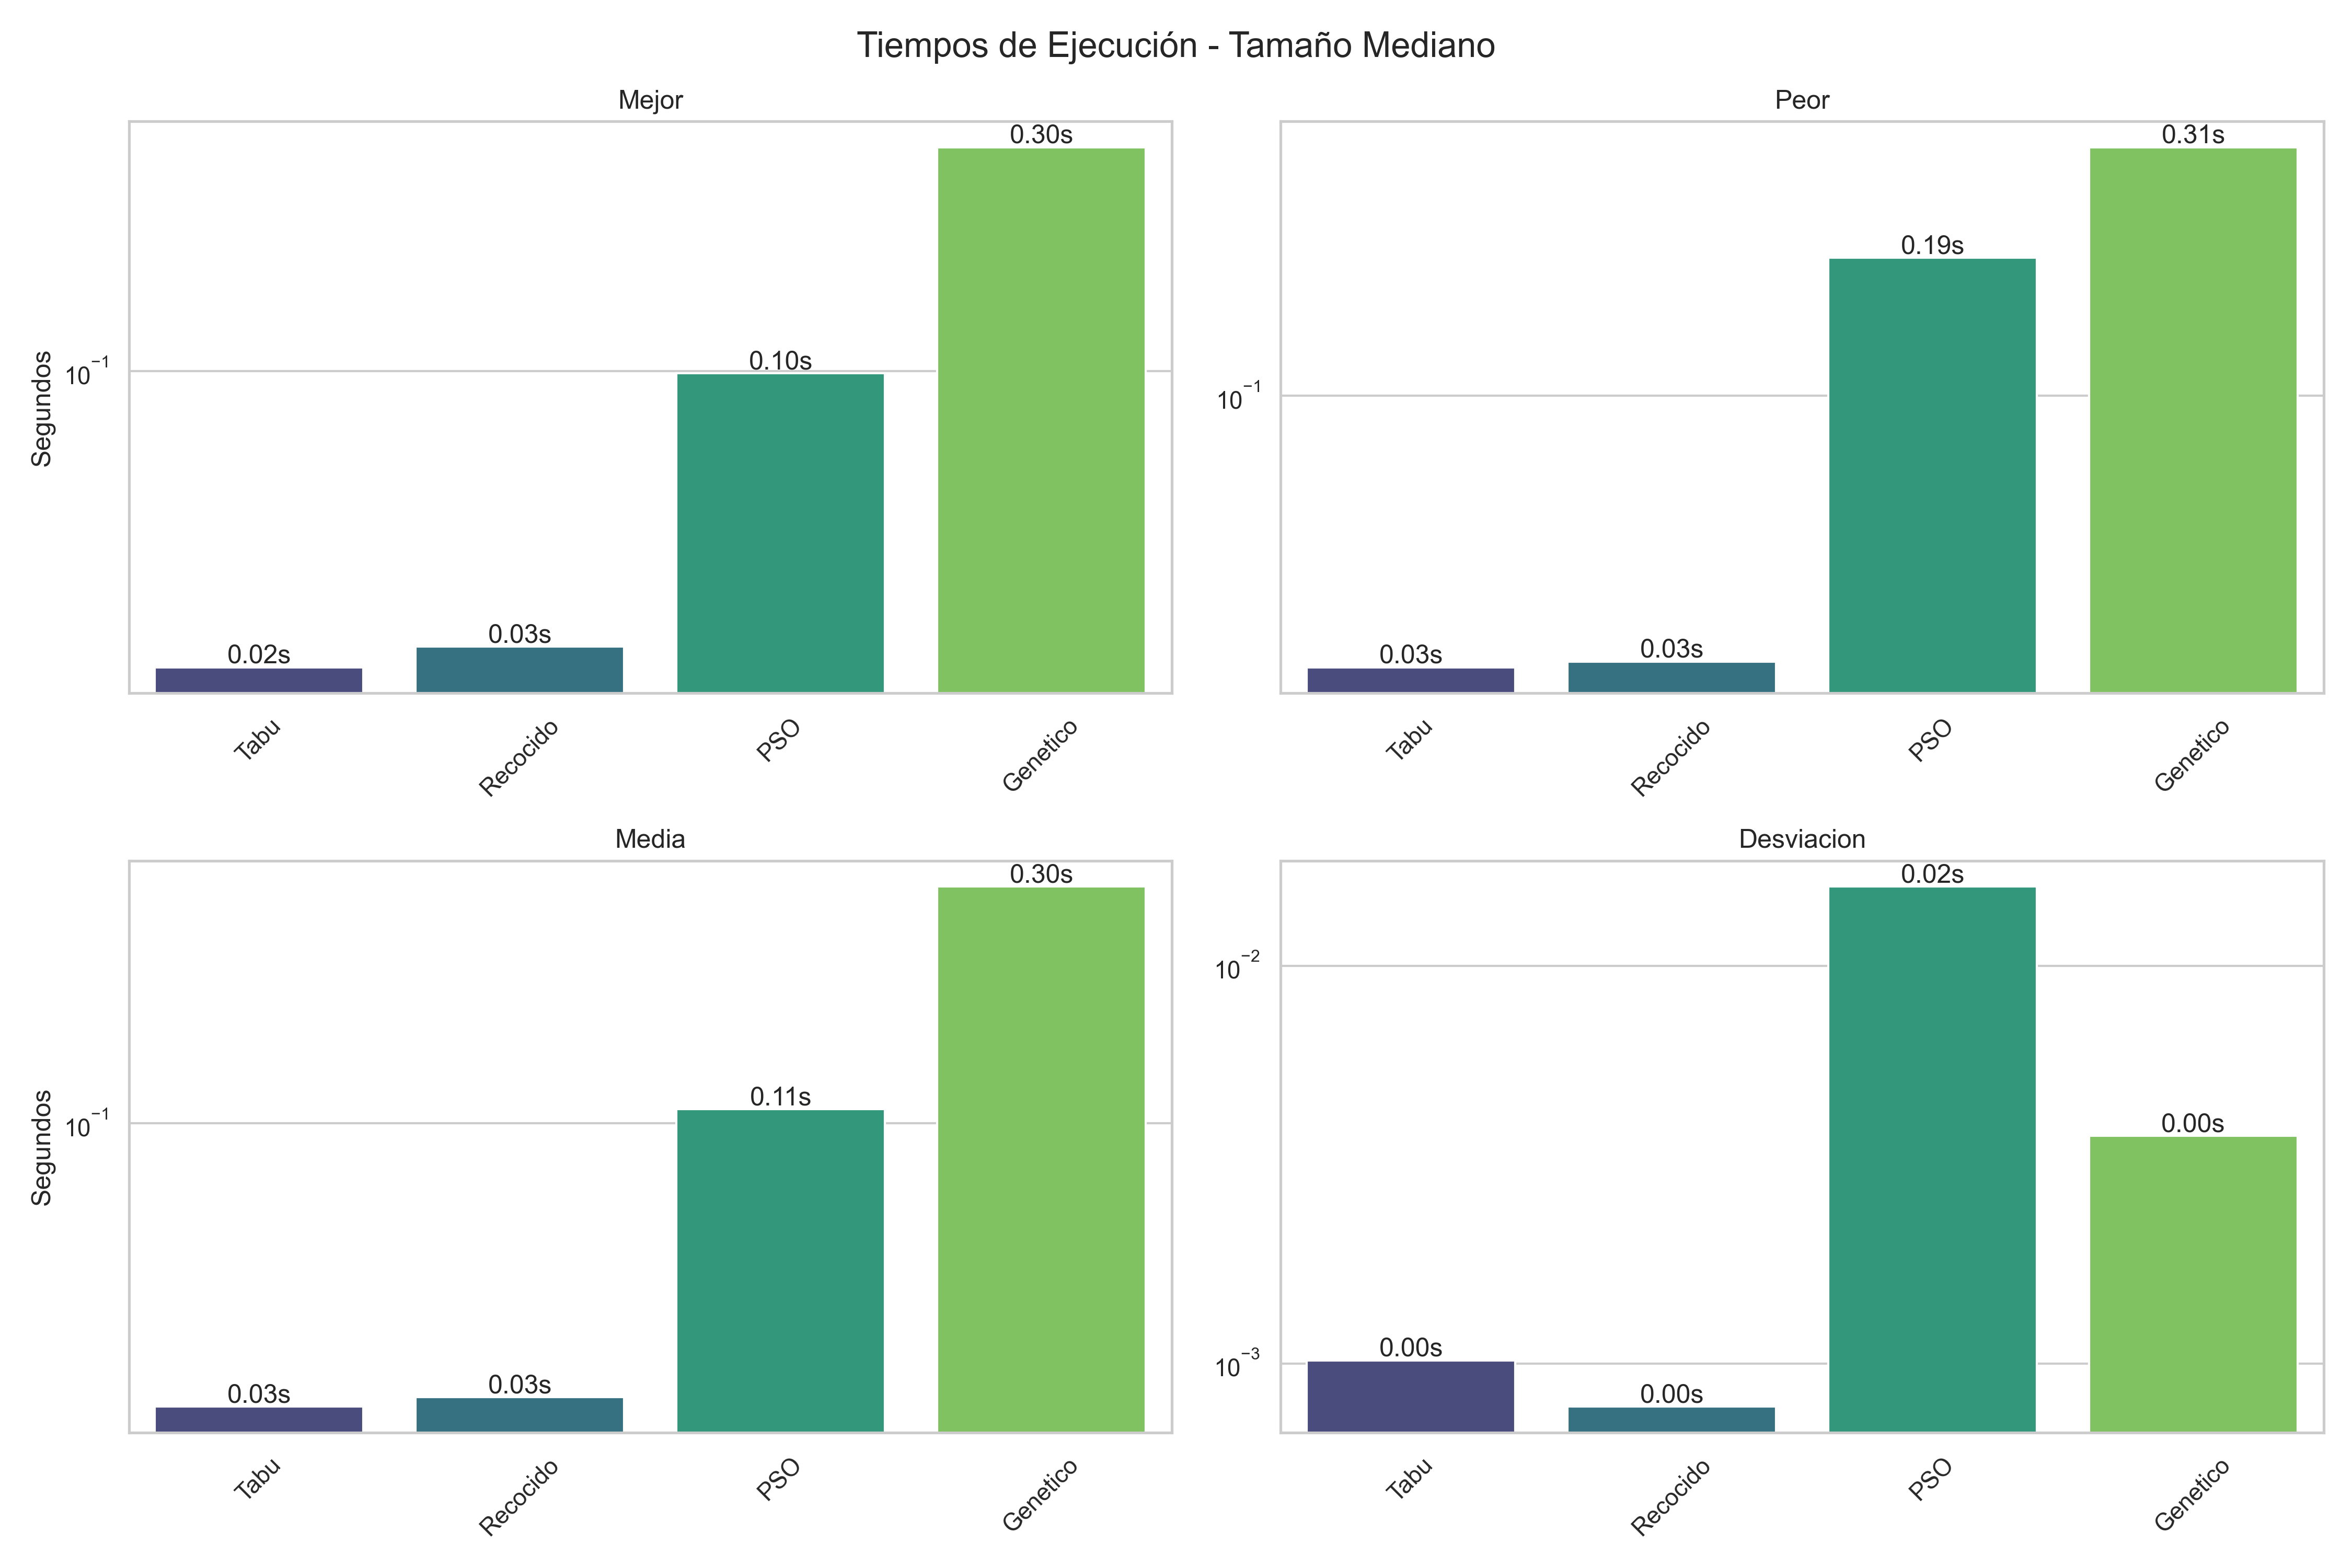 Tiempos de Ejecución - Tamaño Mediano
Mejor
Segundos
10⁻¹
0.02s
0.03s
0.10s
0.30s
Tabu
Recocido
PSO
Genetico
Peor
10⁻¹
0.03s
0.03s
0.19s
0.31s
Tabu
Recocido
PSO
Genetico
Media
Segundos
10⁻¹
0.03s
0.03s
0.11s
0.30s
Tabu
Recocido
PSO
Genetico
Desviacion
10⁻²
10⁻³
0.00s
0.00s
0.02s
0.00s
Tabu
Recocido
PSO
Genetico